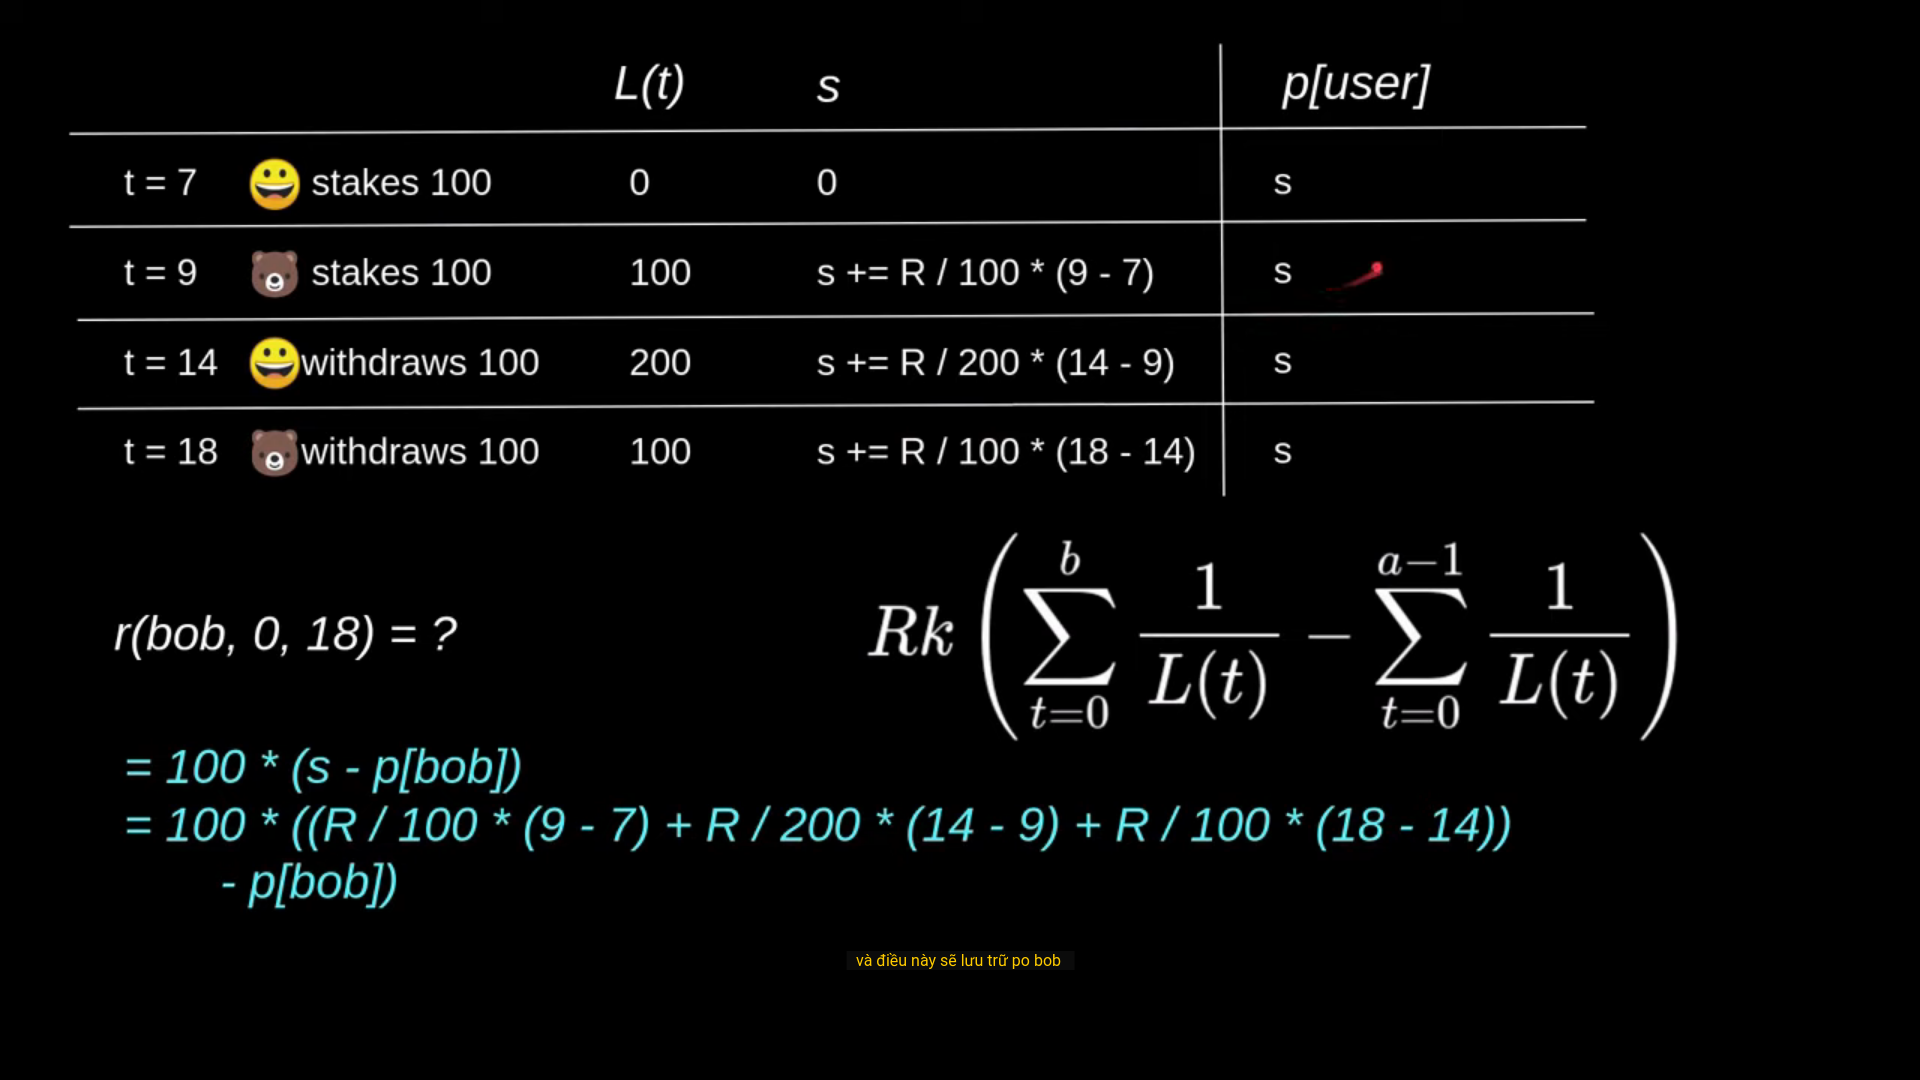 L(t) s p[user]
t = 7 😀 stakes 100 0 0 s
t = 9 🐻 stakes 100 100 s += R / 100 * (9 - 7) s
t = 14 😀withdraws 100 200 s += R / 200 * (14 - 9) s
t = 18 🐻withdraws 100 100 s += R / 100 * (18 - 14) s
r(bob, 0, 18) = ?
Rk \left( \sum_{t=0}^{b} \frac{1}{L(t)} - \sum_{t=0}^{a-1} \frac{1}{L(t)} \right)
= 100 * (s - p[bob])
= 100 * ((R / 100 * (9 - 7) + R / 200 * (14 - 9) + R / 100 * (18 - 14))
- p[bob])
và điều này sẽ lưu trữ po bob